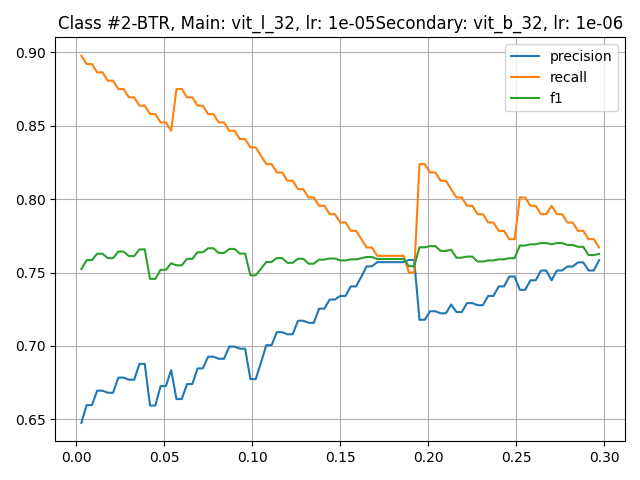 Class #2-BTR, Main: vit_l_32, lr: 1e-05Secondary: vit_b_32, lr: 1e-06
precision
recall
f1
0.90
0.85
0.80
0.75
0.70
0.65
0.00 0.05 0.10 0.15 0.20 0.25 0.30